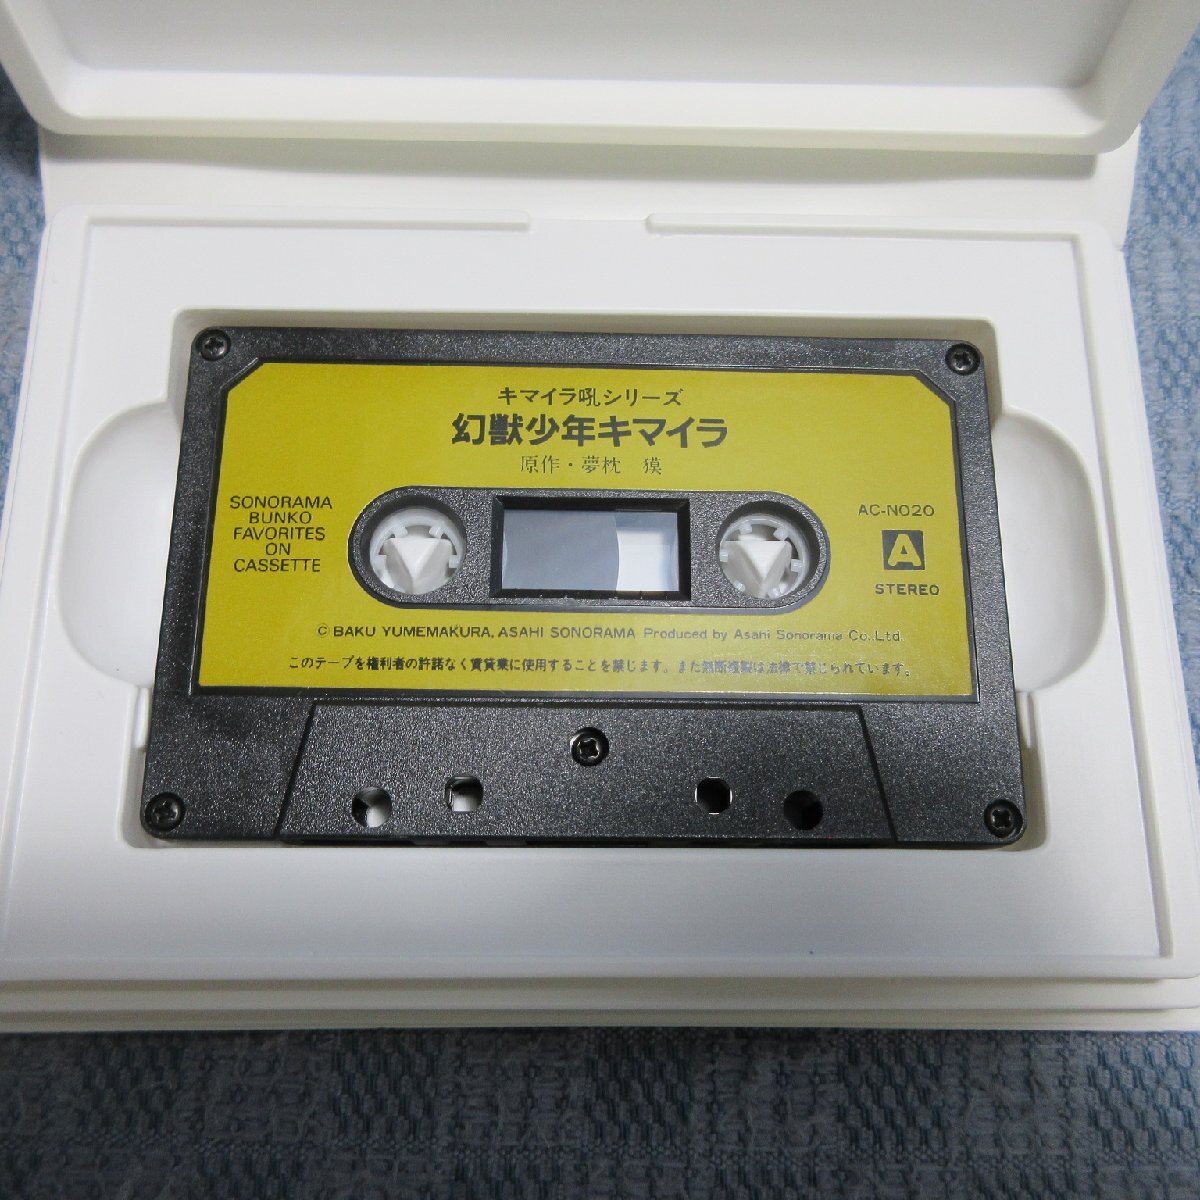 キマイラ吼シリーズ
幻獣少年キマイラ
原作・夢枕 獏
SONORAMA
BUNKO
FAVORITES
ON
CASSETTE
AC-NO20
A
STEREO
© BAKU YUMEMAKURA, ASAHI SONORAMA Produced by Asahi Sonorama Co., Ltd.
このテープを権利者の許諾なく賃貸業に使用することを禁じます。また無断複製は法律で禁じられています。